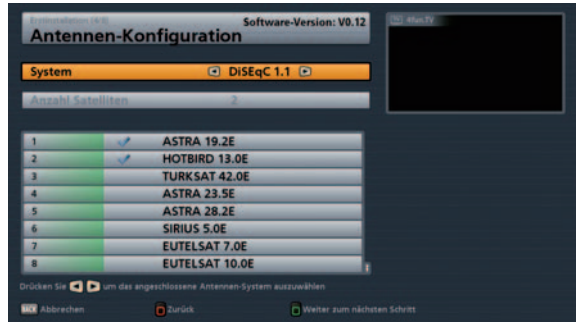 Erstinstallation (4/8)
Software-Version: V0.12
Antennen-Konfiguration
4fun.TV
System DiSEqC 1.1
Anzahl Satelliten 2
1 ASTRA 19.2E
2 HOTBIRD 13.0E
3 TURKSAT 42.0E
4 ASTRA 23.5E
5 ASTRA 28.2E
6 SIRIUS 5.0E
7 EUTELSAT 7.0E
8 EUTELSAT 10.0E
Drücken Sie um das angeschlossene Antennen-System auszuwählen
BACK Abbrechen Zurück Weiter zum nächsten Schritt